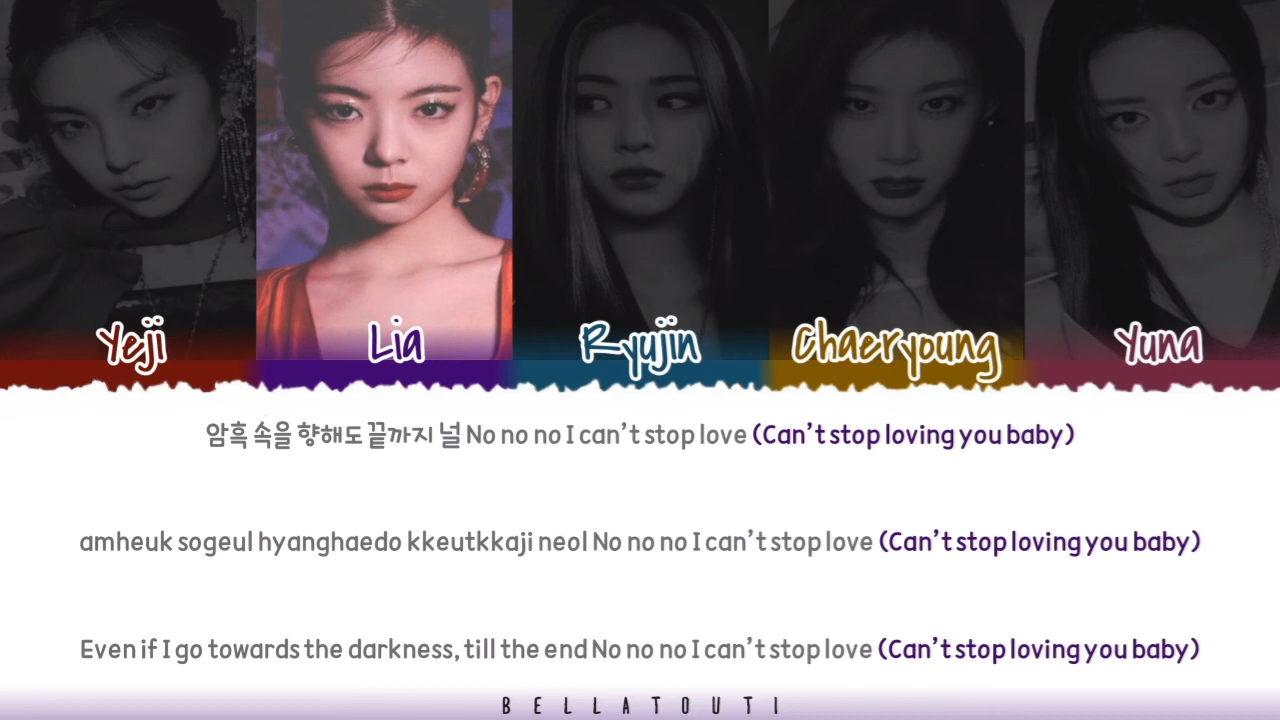 Yeji Lia Ryujin Chaeryoung Yuna
암흑 속을 향해도 끝까지 널 No no no I can’t stop love (Can’t stop loving you baby)
amheuk sogeul hyanghaedo kkeutkkaji neol No no no I can’t stop love (Can’t stop loving you baby)
Even if I go towards the darkness, till the end No no no I can’t stop love (Can’t stop loving you baby)
BELLATOUTI